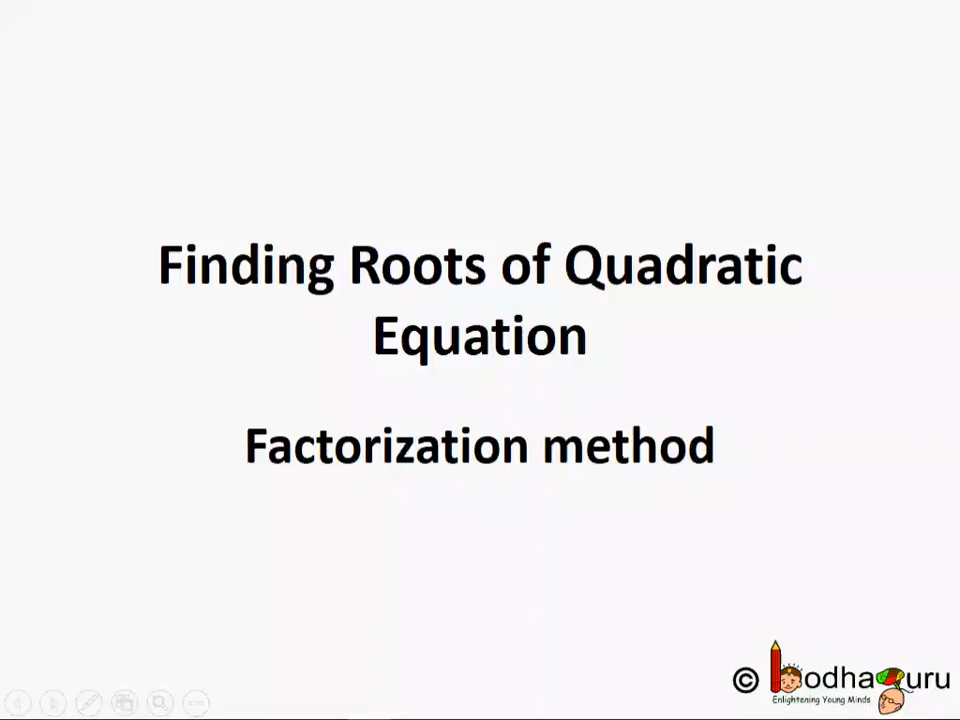 Finding Roots of Quadratic
Equation
Factorization method
© bodhaguru
Enlightening Young Minds